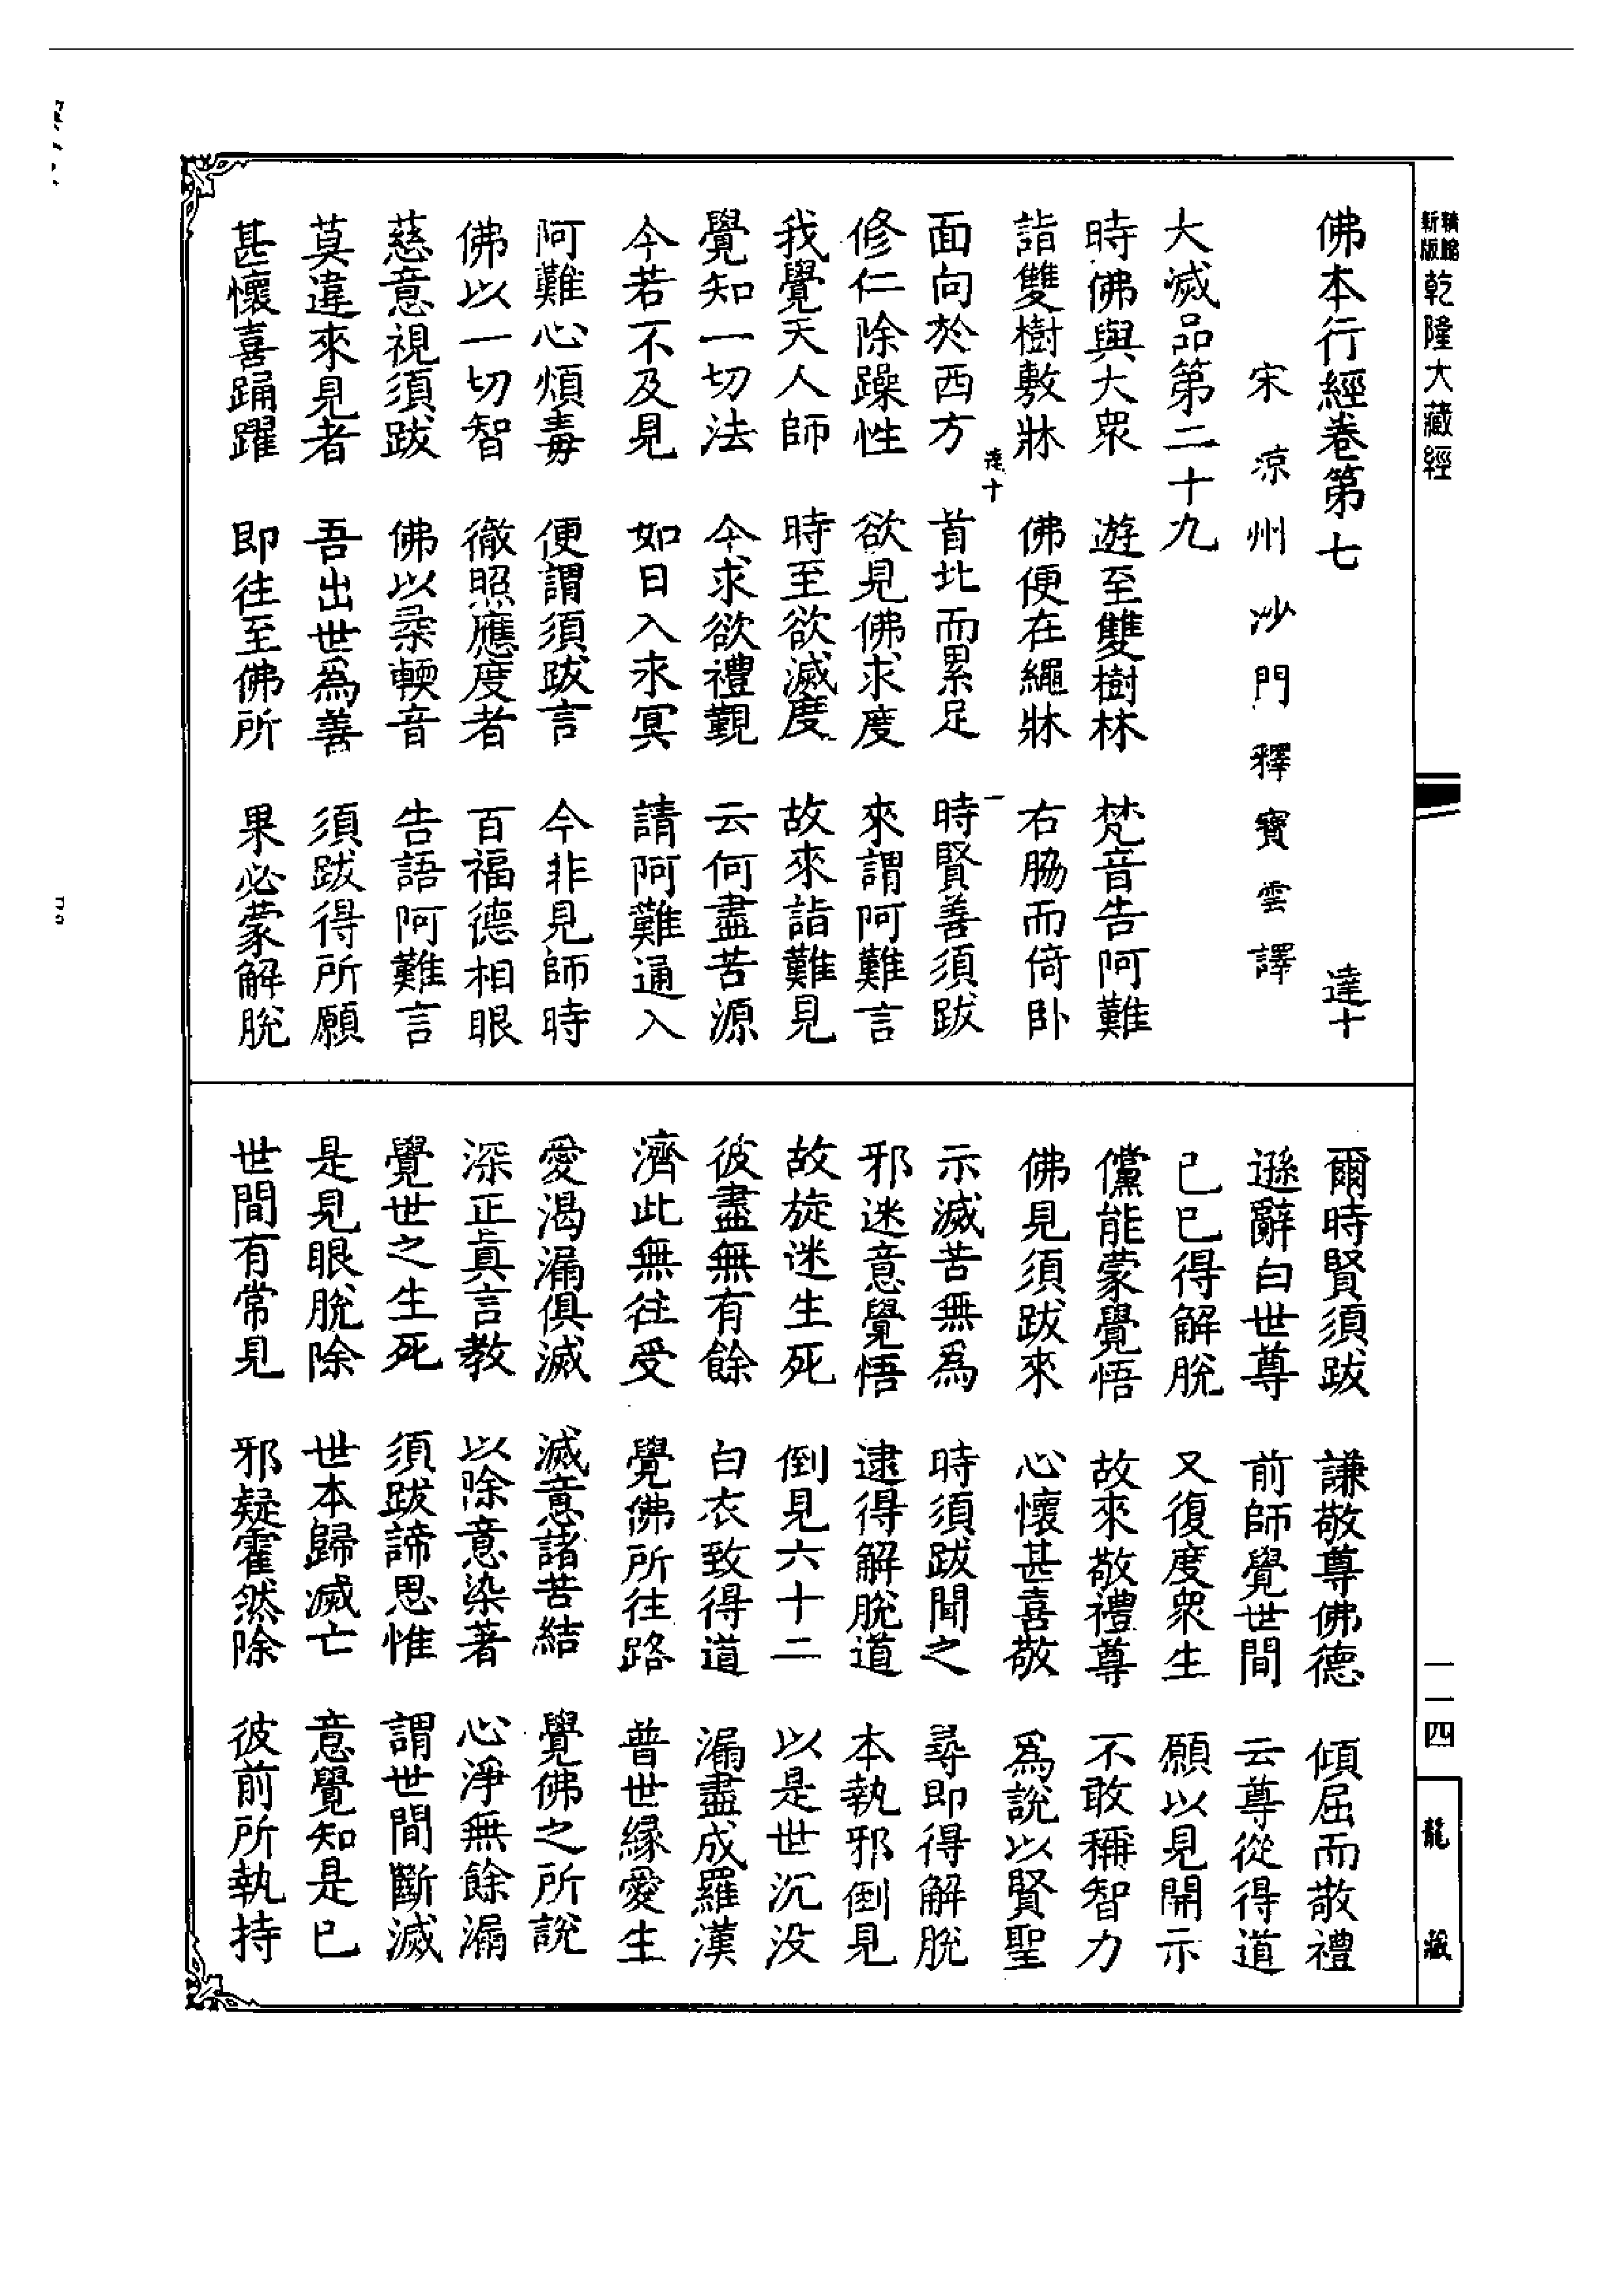 新版精縮
乾隆大藏經
佛本行經卷第七 達十
宋涼州沙門釋寶雲譯
大滅品第二十九
時佛與大眾 遊至雙樹林 梵音告阿難
詣雙樹敷牀 佛便在繩牀 右脇而倚卧
面向於西方 首北而累足 時賢善須跋
達十 一
修仁除躁性 欲見佛求度 來謂阿難言
我覺天人師 時至欲滅度 故來詣難見
覺知一切法 今求欲禮覲 云何盡苦源
今若不及見 如日入永冥 請阿難通入
阿難心煩毒 便謂須跋言 今非見師時
佛以一切智 徹照應度者 百福德相眼
慈意視須跋 佛以柔輭音 告語阿難言
莫違來見者 吾出世為善 須跋得所願
甚懷喜踊躍 即往至佛所 果必蒙解脫
爾時賢須跋 謙敬尊佛德 傾屈而敬禮
遜辭白世尊 前師覺世間 云尊從得道
已已得解脫 又復度眾生 願以見開示
儻能蒙覺悟 故來敬禮尊 不敢稱智力
佛見須跋來 心懷甚喜敬 為說以賢聖
示滅苦無為 時須跋聞之 尋即得解脫
邪迷意覺悟 逮得解脫道 本執邪倒見
故旋迷生死 倒見六十二 以是世沉没
彼盡無有餘 白衣致得道 漏盡成羅漢
濟此無往受 覺佛所往路 普世緣愛生
愛渴漏俱滅 滅意諸苦結 覺佛之所說
深正真言教 以除意染著 心淨無餘漏
覺世之生死 須跋諦思惟 謂世間斷滅
是見眼脫除 世本歸滅亡 意覺知是已
世間有常見 邪疑霍然除 彼前所執持
一一四
龍藏